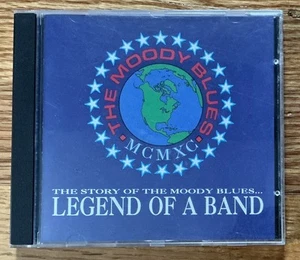 THE MOODY BLUES
MCMXC
THE STORY OF THE MOODY BLUES...
LEGEND OF A BAND